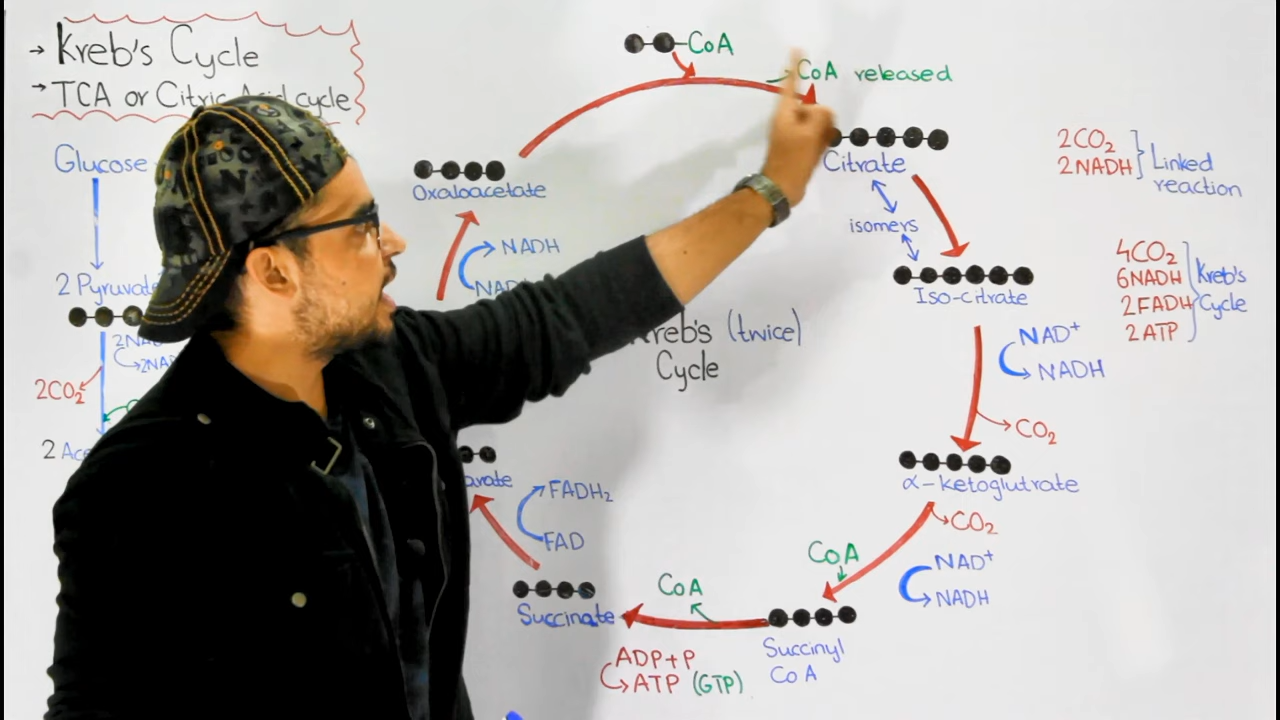 → Kreb's Cycle
→ TCA or Citric Acid cycle
Glucose
2 Pyruvate
2CO₂
2
CoA
CoA released
Oxaloacetate
Citrate
isomers
Iso-citrate
NADH
Kreb's (twice)
Cycle
NAD⁺
NADH
CO₂
α-ketoglutrate
CO₂
NAD⁺
NADH
CoA
Succinyl
CoA
CoA
ADP+P
ATP (GTP)
Succinate
FADH₂
FAD
2CO₂
2NADH
Linked
reaction
4CO₂
6NADH
2FADH
2ATP
Kreb's
Cycle